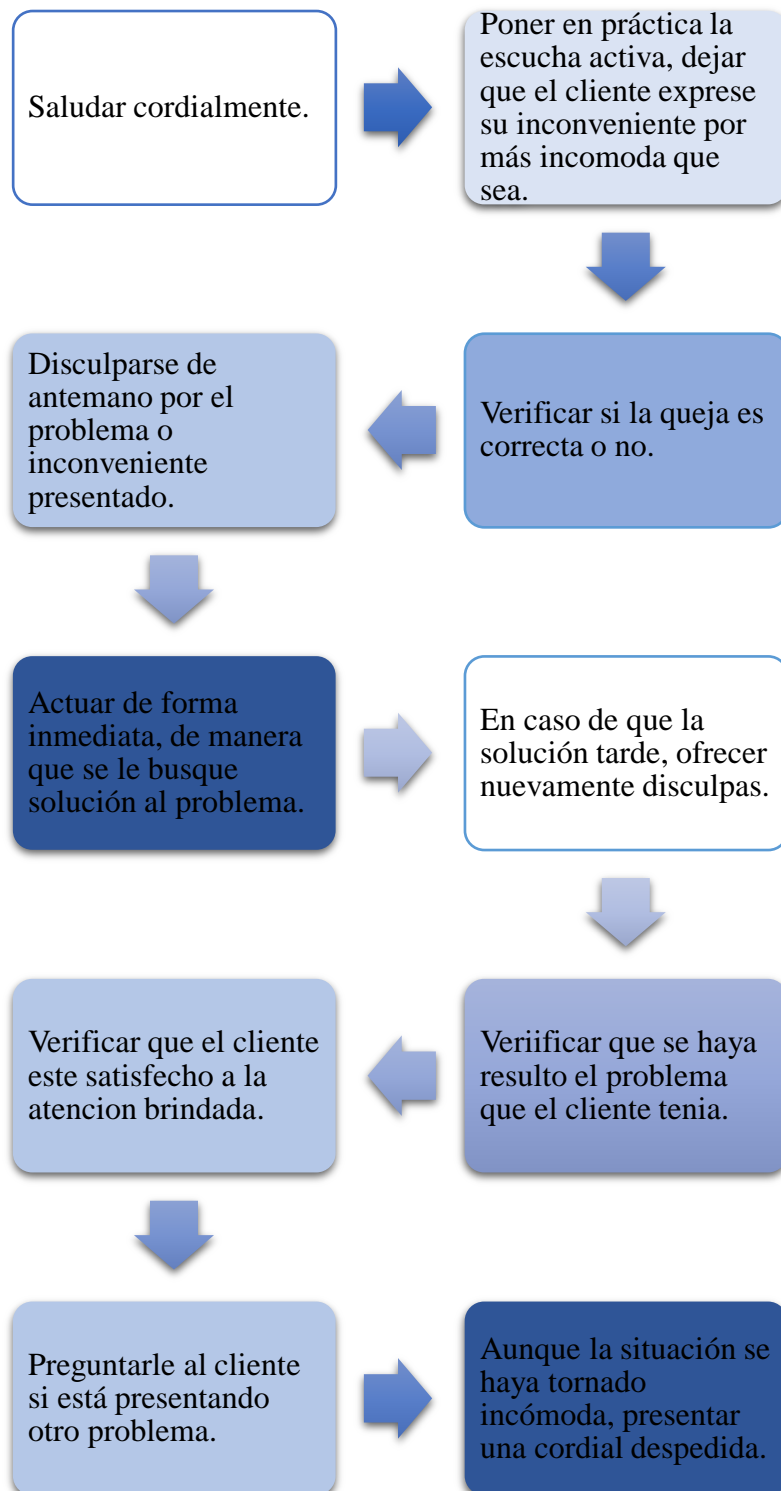 Saludar cordialmente.
Poner en práctica la
escucha activa, dejar
que el cliente exprese
su inconveniente por
más incomoda que
sea.
Verificar si la queja es
correcta o no.
Disculparse de
antemano por el
problema o
inconveniente
presentado.
Actuar de forma
inmediata, de manera
que se le busque
solución al problema.
En caso de que la
solución tarde, ofrecer
nuevamente disculpas.
Veriificar que se haya
resulto el problema
que el cliente tenia.
Verificar que el cliente
este satisfecho a la
atencion brindada.
Preguntarle al cliente
si está presentando
otro problema.
Aunque la situación se
haya tornado
incómoda, presentar
una cordial despedida.